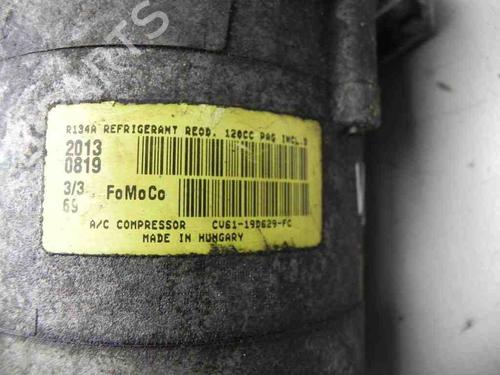 PARTS
R134A REFRIGERANT REQD. 120CC PAG INCL.
2013
0819
3/3 FoMoCo
69
A/C COMPRESSOR CV61-19D629-FC
MADE IN HUNGARY